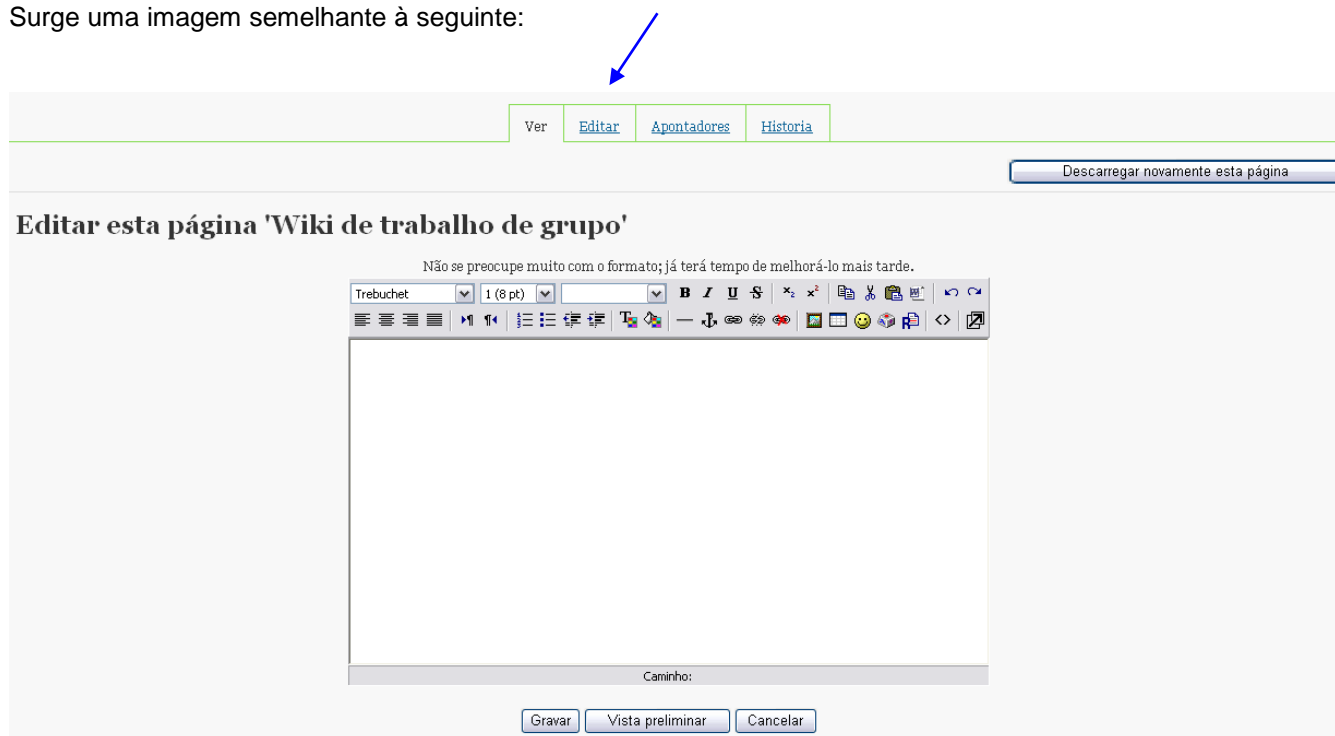 Surge uma imagem semelhante à seguinte:
Ver Editar Apontadores Historia
Descarregar novamente esta página
Editar esta página 'Wiki de trabalho de grupo'
Não se preocupe muito com o formato; já terá tempo de melhorá-lo mais tarde.
Trebuchet 1 (8 pt) B I U S x₂ x²
Caminho:
Gravar Vista preliminar Cancelar